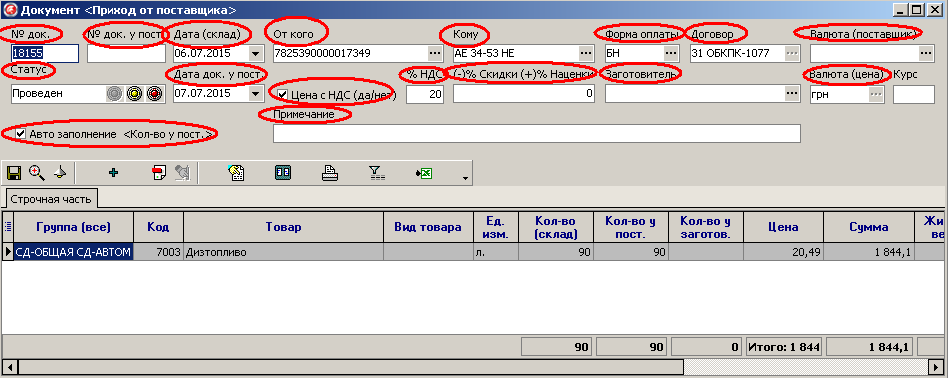 Документ <Приход от поставщика>
№ док. № док. у пост. Дата (склад) От кого Кому Форма оплаты Договор Валюта (поставщик)
18155 06.07.2015 7825390000017349 АЕ 34-53 НЕ БН 31 ОБКПК-1077
Статус Дата док. у пост. % НДС (-)% Скидки (+)% Наценки Заготовитель Валюта (цена) Курс
Проведен 07.07.2015 Цена с НДС (да/нет) 20 0 грн
Примечание
Авто заполнение <Кол-во у пост.>
Строчная часть
Группа (все) Код Товар Вид товара Ед. изм. Кол-во (склад) Кол-во у пост. Кол-во у заготов. Цена Сумма Жи ве
СД-ОБЩАЯ СД-АВТОМ 7003 Дизтопливо л. 90 90 20,49 1 844,1
90 90 0 Итого: 1 844 1 844,1